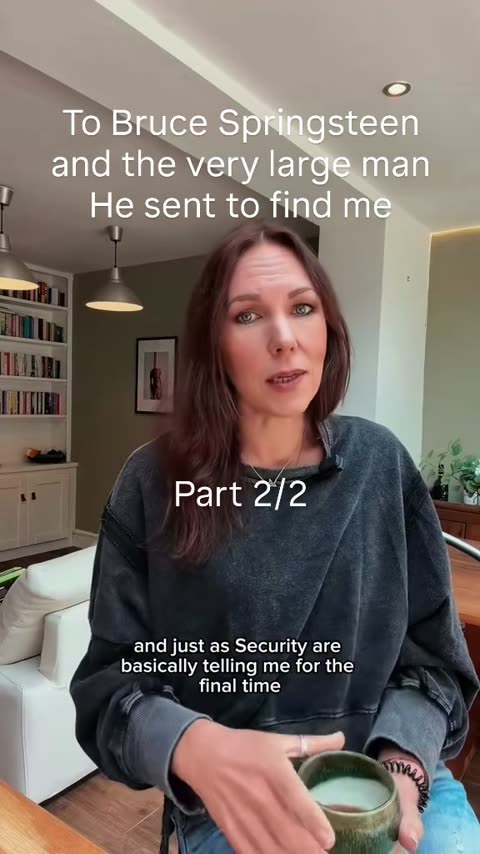 To Bruce Springsteen
and the very large man
He sent to find me
Part 2/2
and just as Security are
basically telling me for the
final time